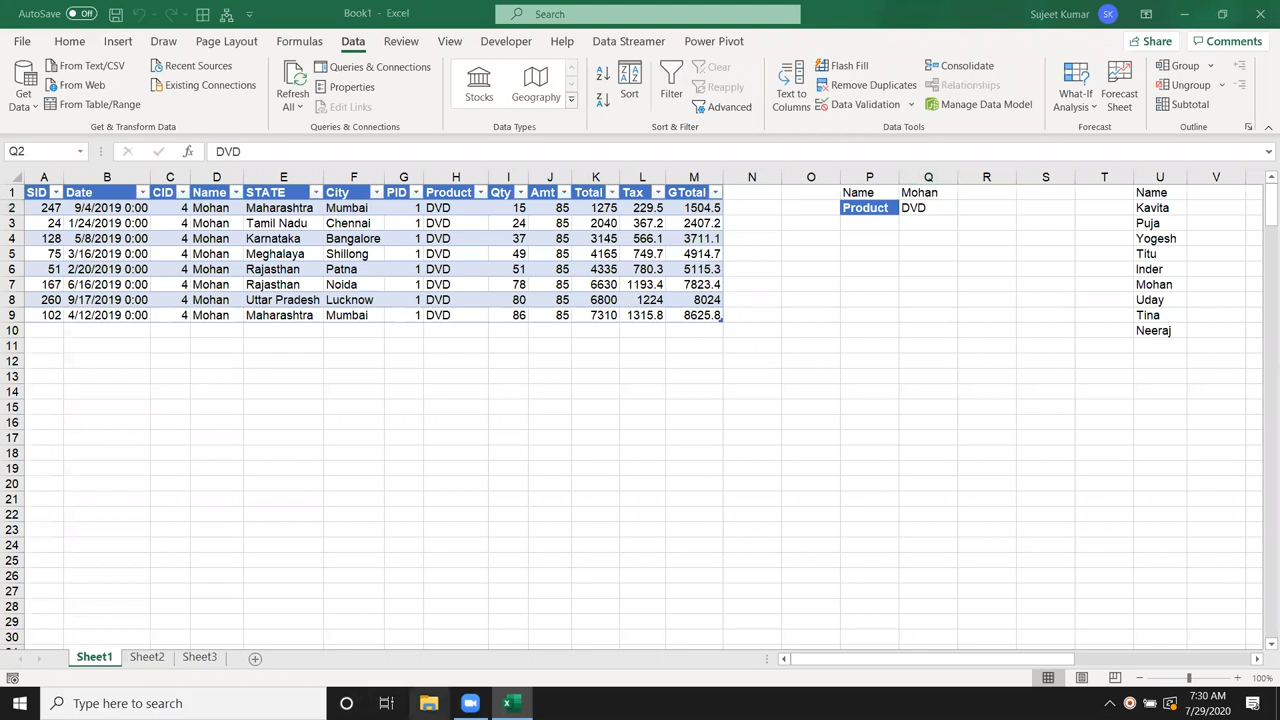 AutoSave Off Book1 - Excel Search Sujeet Kumar SK
File Home Insert Draw Page Layout Formulas Data Review View Developer Help Data Streamer Power Pivot Share Comments
Get Data From Text/CSV From Web From Table/Range Recent Sources Existing Connections
Get & Transform Data
Refresh All Queries & Connections Properties Edit Links
Queries & Connections
Stocks Geography
Data Types
Sort Filter Clear Reapply Advanced
Sort & Filter
Text to Columns Flash Fill Remove Duplicates Data Validation Consolidate Relationships Manage Data Model
Data Tools
What-If Analysis Forecast Sheet
Forecast
Group Ungroup Subtotal
Outline
Q2 fx DVD
A B C D E F G H I J K L M N O P Q R S T U V
1 SID Date CID Name STATE City PID Product Qty Amt Total Tax GTotal Name Mohan Name
2 247 9/4/2019 0:00 4 Mohan Maharashtra Mumbai 1 DVD 15 85 1275 229.5 1504.5 Product DVD Kavita
3 24 1/24/2019 0:00 4 Mohan Tamil Nadu Chennai 1 DVD 24 85 2040 367.2 2407.2 Puja
4 128 5/8/2019 0:00 4 Mohan Karnataka Bangalore 1 DVD 37 85 3145 566.1 3711.1 Yogesh
5 75 3/16/2019 0:00 4 Mohan Meghalaya Shillong 1 DVD 49 85 4165 749.7 4914.7 Titu
6 51 2/20/2019 0:00 4 Mohan Rajasthan Patna 1 DVD 51 85 4335 780.3 5115.3 Inder
7 167 6/16/2019 0:00 4 Mohan Rajasthan Noida 1 DVD 78 85 6630 1193.4 7823.4 Mohan
8 260 9/17/2019 0:00 4 Mohan Uttar Pradesh Lucknow 1 DVD 80 85 6800 1224 8024 Uday
9 102 4/12/2019 0:00 4 Mohan Maharashtra Mumbai 1 DVD 86 85 7310 1315.8 8625.8 Tina
10 Neeraj
11
12
13
14
15
16
17
18
19
20
21
22
23
24
25
26
27
28
29
30
Sheet1 Sheet2 Sheet3
100%
Type here to search
7:30 AM
7/29/2020